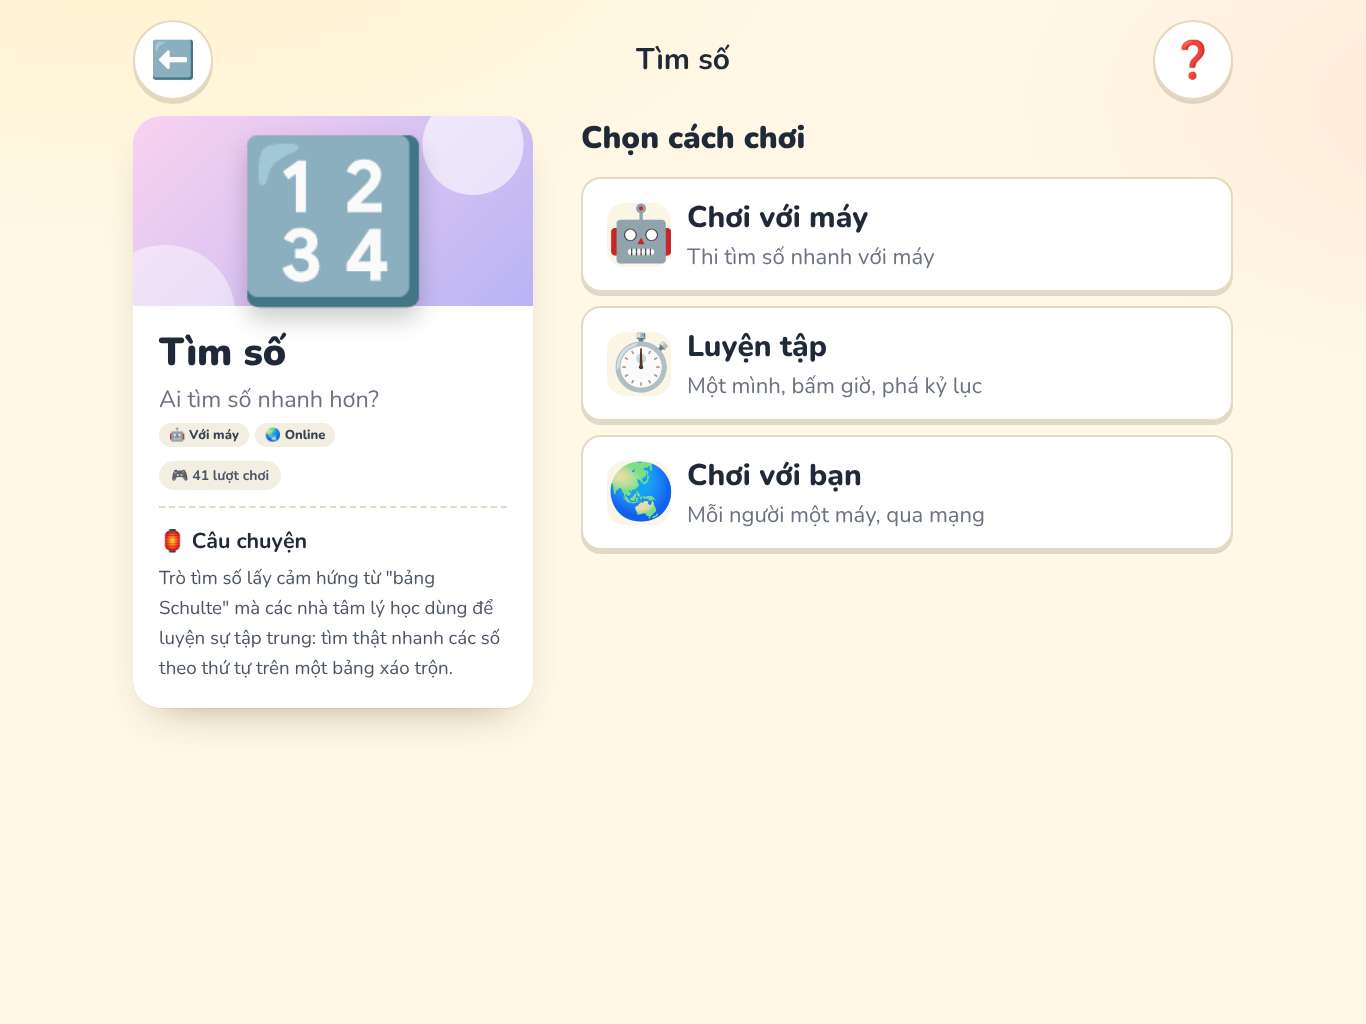 Tìm số
1 2
3 4
Tìm số
Ai tìm số nhanh hơn?
Với máy
Online
41 lượt chơi
Câu chuyện
Trò tìm số lấy cảm hứng từ "bảng
Schulte" mà các nhà tâm lý học dùng để
luyện sự tập trung: tìm thật nhanh các số
theo thứ tự trên một bảng xáo trộn.
Chọn cách chơi
Chơi với máy
Thi tìm số nhanh với máy
Luyện tập
Một mình, bấm giờ, phá kỷ lục
Chơi với bạn
Mỗi người một máy, qua mạng